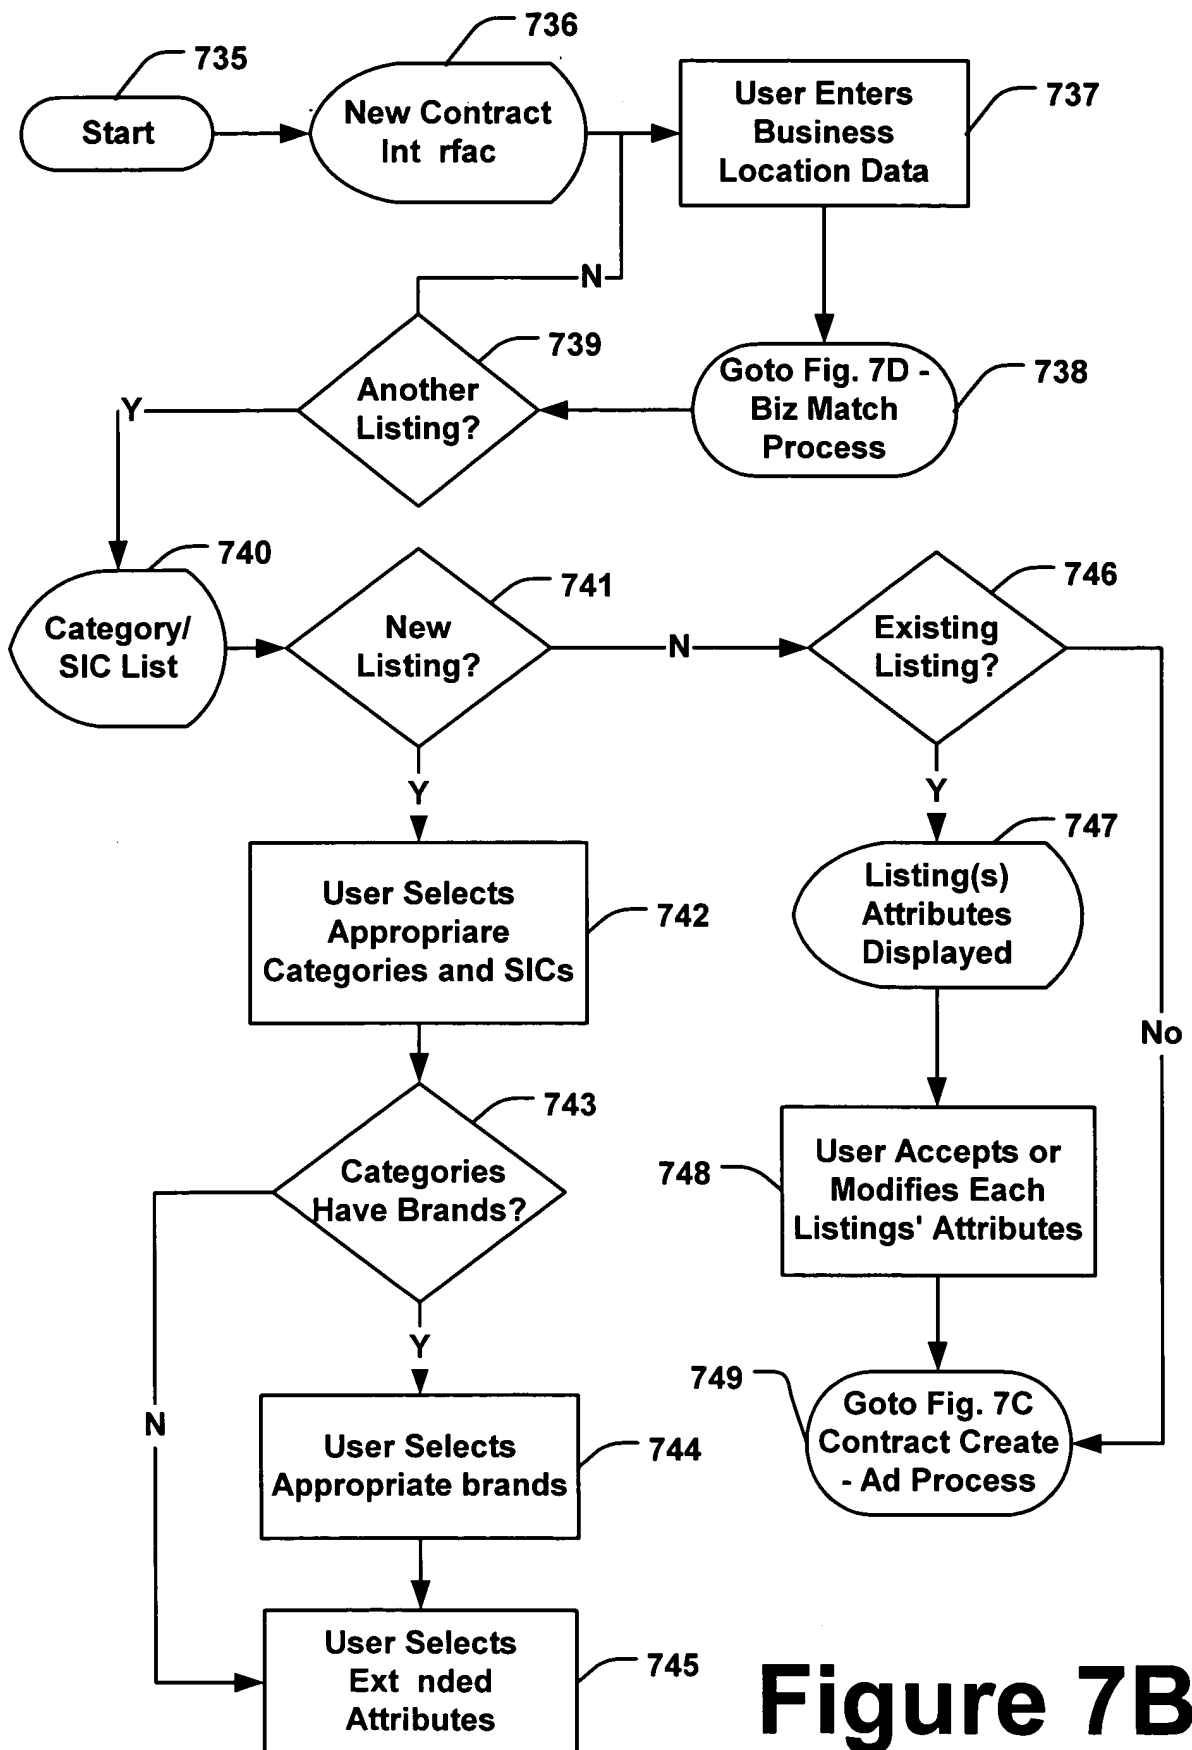 735
Start
736
New Contract
Int rfac
User Enters
Business
Location Data
737
N
739
Another
Listing?
Y
Goto Fig. 7D -
Biz Match
Process
738
740
Category/
SIC List
741
New
Listing?
N
746
Existing
Listing?
Y
Y
747
Listing(s)
Attributes
Displayed
User Selects
Appropriare
Categories and SICs
742
No
743
Categories
Have Brands?
748
User Accepts or
Modifies Each
Listings' Attributes
Y
N
749
Goto Fig. 7C
Contract Create
- Ad Process
User Selects
Appropriate brands
744
User Selects
Ext nded
Attributes
745
Figure 7B